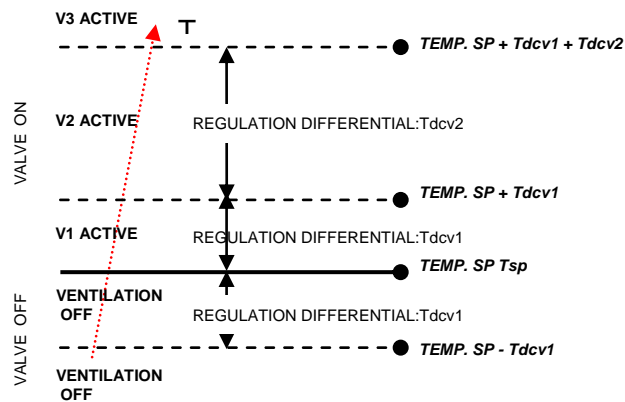 V3 ACTIVE
T
TEMP. SP + Tdcv1 + Tdcv2
VALVE ON
V2 ACTIVE
REGULATION DIFFERENTIAL:Tdcv2
TEMP. SP + Tdcv1
V1 ACTIVE
REGULATION DIFFERENTIAL:Tdcv1
TEMP. SP Tsp
VALVE OFF
VENTILATION
OFF
REGULATION DIFFERENTIAL:Tdcv1
TEMP. SP - Tdcv1
VENTILATION
OFF